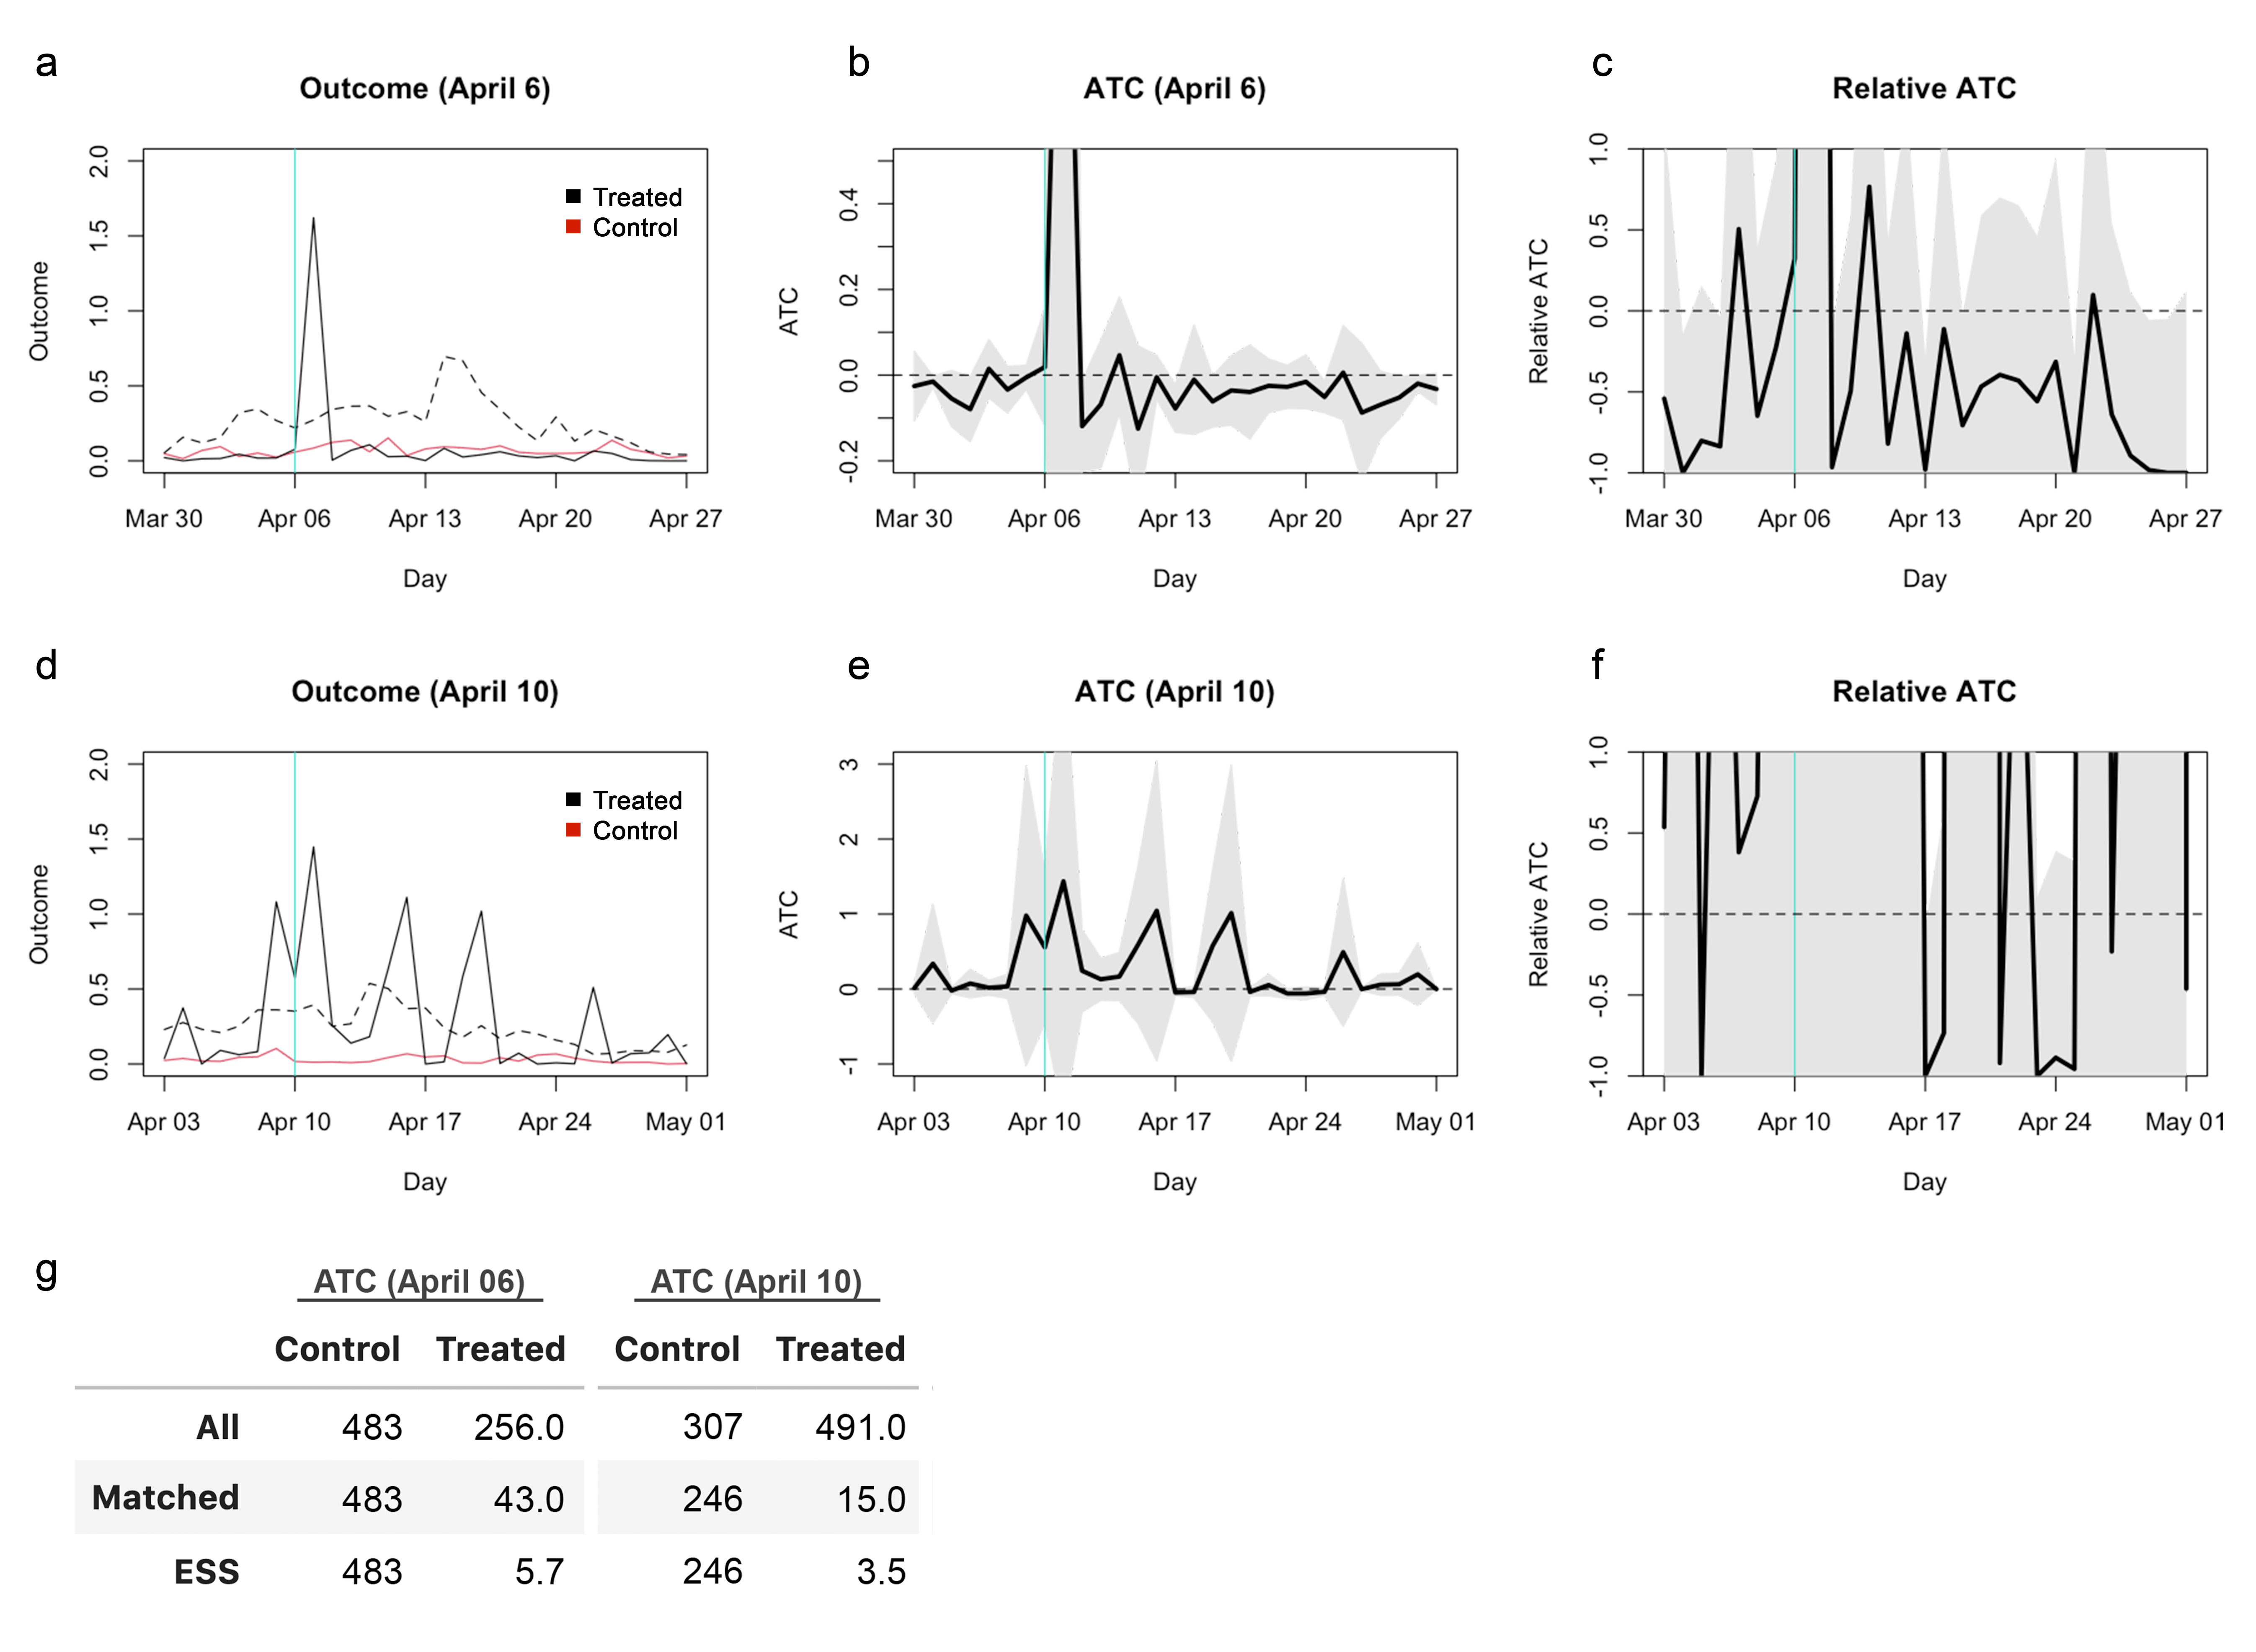 a
Outcome (April 6)
Outcome
2.0
1.5
1.0
0.5
0.0
Treated
Control
Mar 30 Apr 06 Apr 13 Apr 20 Apr 27
Day
b
ATC (April 6)
ATC
0.4
0.2
0.0
-0.2
Mar 30 Apr 06 Apr 13 Apr 20 Apr 27
Day
c
Relative ATC
Relative ATC
1.0
0.5
0.0
-0.5
-1.0
Mar 30 Apr 06 Apr 13 Apr 20 Apr 27
Day
d
Outcome (April 10)
Outcome
2.0
1.5
1.0
0.5
0.0
Treated
Control
Apr 03 Apr 10 Apr 17 Apr 24 May 01
Day
e
ATC (April 10)
ATC
3
2
1
0
-1
Apr 03 Apr 10 Apr 17 Apr 24 May 01
Day
f
Relative ATC
Relative ATC
1.0
0.5
0.0
-0.5
-1.0
Apr 03 Apr 10 Apr 17 Apr 24 May 01
Day
g
ATC (April 06) ATC (April 10)
Control Treated Control Treated
All 483 256.0 307 491.0
Matched 483 43.0 246 15.0
ESS 483 5.7 246 3.5